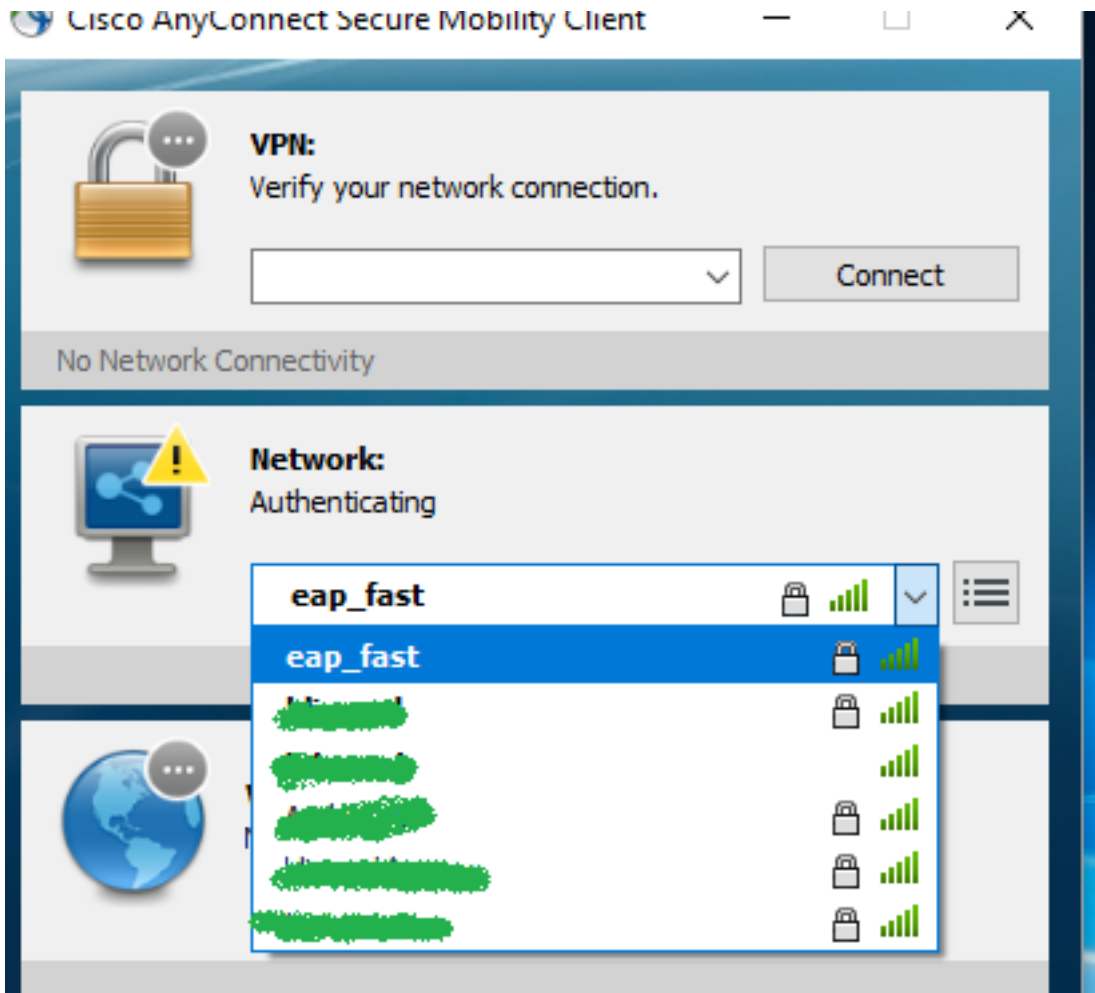 Cisco AnyConnect Secure Mobility Client
VPN:
Verify your network connection.
Connect
No Network Connectivity
Network:
Authenticating
eap_fast
eap_fast